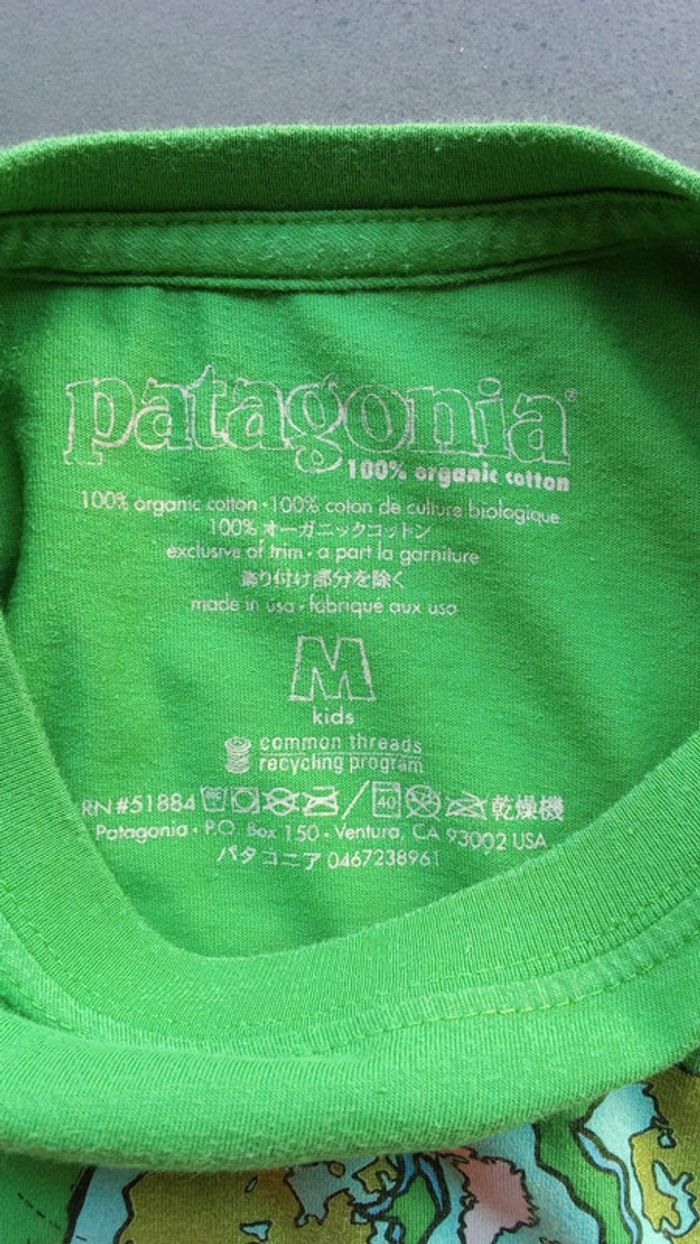 patagonia®
100% organic cotton
100% organic cotton • 100% coton de culture biologique
100% オーガニックコットン
exclusive of trim • a part la garniture
飾り付け部分を除く
made in usa • fabriqué aux usa
M
kids
common threads
recycling program
RN #51884 40 乾燥機
Patagonia • P.O. Box 150 • Ventura, CA 93002 USA
パタゴニア 0467238961